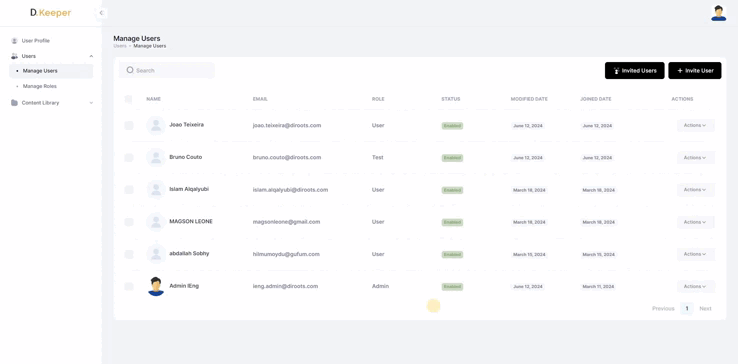 D.Keeper
User Profile
Users
Manage Users
Manage Roles
Content Library
Manage Users
Users - Manage Users
Search
Invited Users
+ Invite User
NAME EMAIL ROLE STATUS MODIFIED DATE JOINED DATE ACTIONS
Joao Teixeira joao.teixeira@diroots.com User Enabled June 12, 2024 June 12, 2024 Actions
Bruno Couto bruno.couto@diroots.com Test Enabled June 12, 2024 June 12, 2024 Actions
Islam Alqalyubi islam.alqalyubi@diroots.com User Enabled March 18, 2024 March 18, 2024 Actions
MAGSON LEONE magsonleone@gmail.com User Enabled March 18, 2024 March 18, 2024 Actions
abdallah Sobhy hilmumoydu@gufum.com User Enabled March 15, 2024 March 15, 2024 Actions
Admin IEng ieng.admin@diroots.com Admin Enabled June 12, 2024 March 11, 2024 Actions
Previous 1 Next